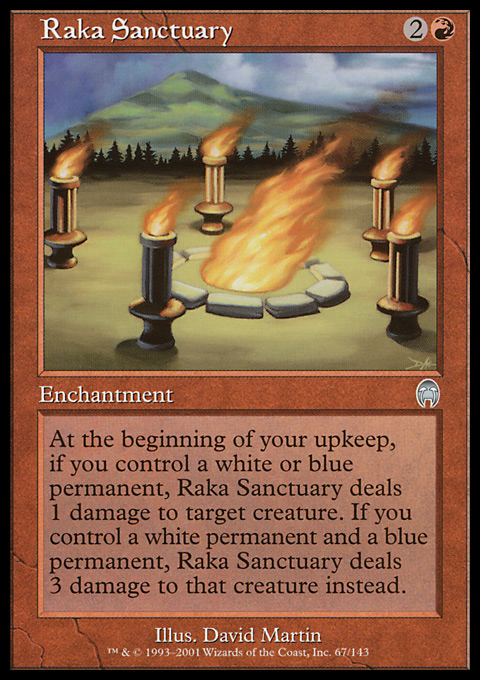 Raka Sanctuary 2
Enchantment
At the beginning of your upkeep,
if you control a white or blue
permanent, Raka Sanctuary deals
1 damage to target creature. If you
control a white permanent and a blue
permanent, Raka Sanctuary deals
3 damage to that creature instead.
Illus. David Martin
™ & © 1993–2001 Wizards of the Coast, Inc. 67/143